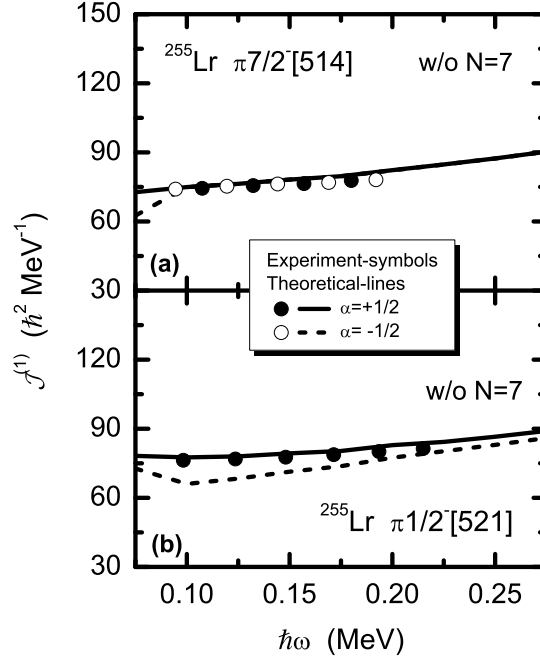 150
²⁵⁵Lr π7/2⁻[514] w/o N=7
120
90
60
(a)
30
Experiment-symbols
Theoretical-lines
α=+1/2
α= -1/2
𝒥⁽¹⁾ (ħ² MeV⁻¹)
120
w/o N=7
90
60
²⁵⁵Lr π1/2⁻[521]
(b)
30
0.10 0.15 0.20 0.25
ħω (MeV)